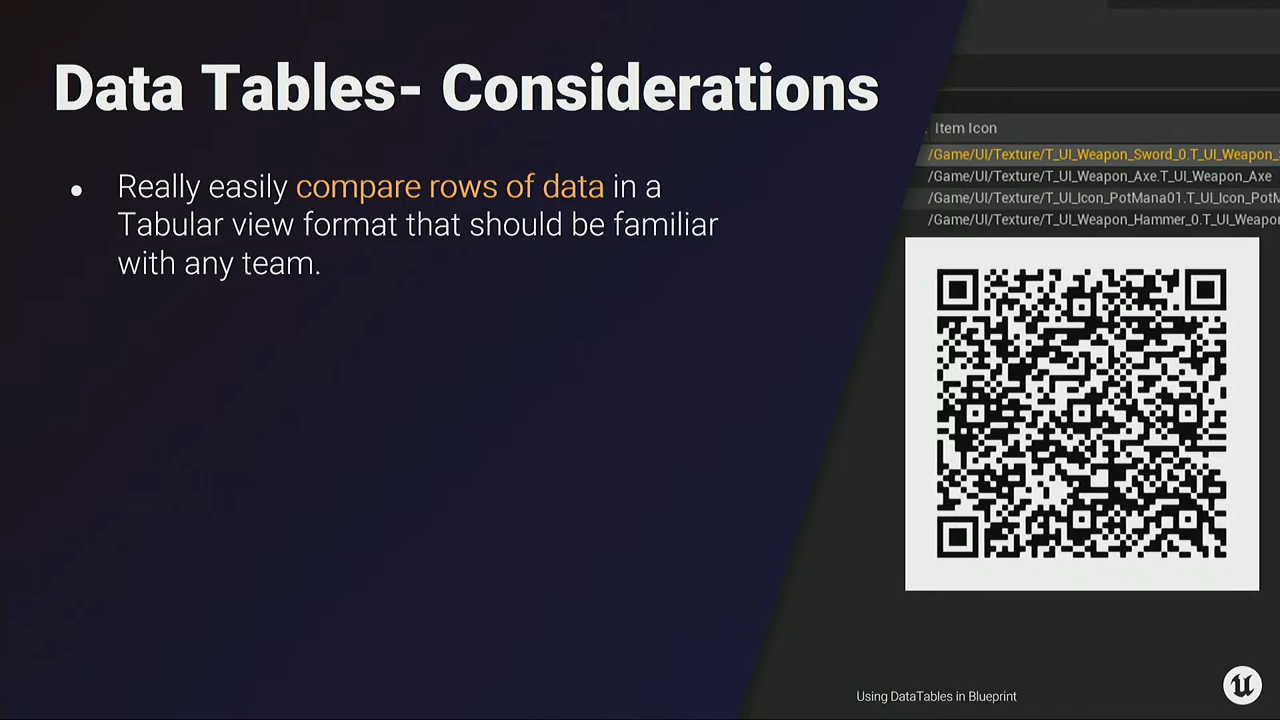 Data Tables- Considerations
Item Icon
/Game/UI/Texture/T_UI_Weapon_Sword_0.T_UI_Weapon_
/Game/UI/Texture/T_UI_Weapon_Axe.T_UI_Weapon_Axe
/Game/UI/Texture/T_UI_Icon_PotMana01.T_UI_Icon_PotM
/Game/UI/Texture/T_UI_Weapon_Hammer_0.T_UI_Weapon
• Really easily compare rows of data in a
Tabular view format that should be familiar
with any team.
Using DataTables in Blueprint